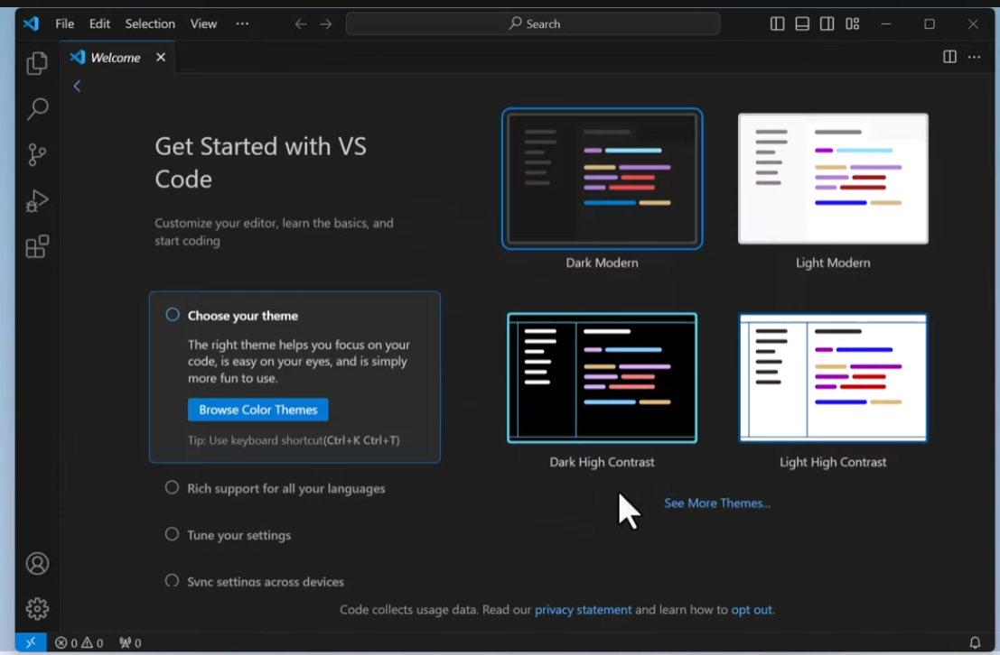 File Edit Selection View ··· Search
Welcome
Get Started with VS
Code
Customize your editor, learn the basics, and
start coding
Choose your theme
The right theme helps you focus on your
code, is easy on your eyes, and is simply
more fun to use.
Browse Color Themes
Tip: Use keyboard shortcut(Ctrl+K Ctrl+T)
Rich support for all your languages
Tune your settings
Sync settings across devices
Dark Modern
Light Modern
Dark High Contrast
Light High Contrast
See More Themes...
Code collects usage data. Read our privacy statement and learn how to opt out.
0 0 0